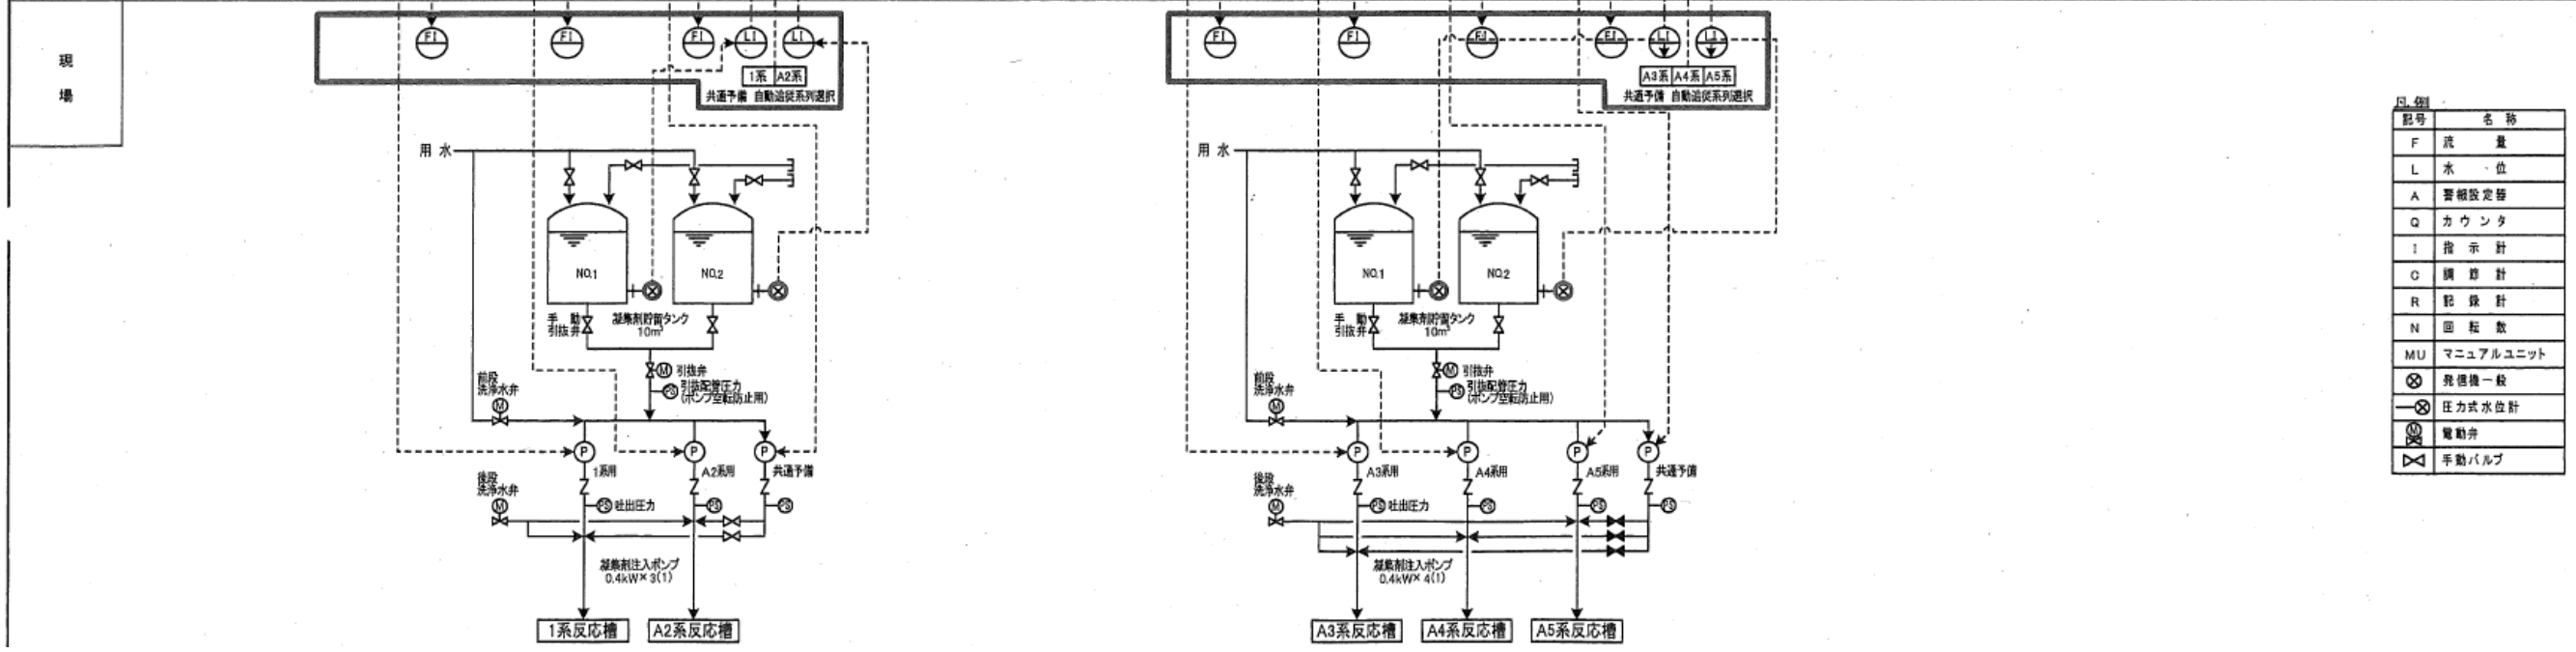 現
場
FI
FI
FI
LI
LI
1系 A2系
共通予備 自動追従系列選択
用水
NO.1
NO.2
手動
引抜弁
凝集剤貯留タンク
10m³
M 引抜弁
PS 引抜配管圧力
(ポンプ空転防止用)
前段
洗浄水弁
M
P
P
P
1系用
A2系用
共通予備
後段
洗浄水弁
M
PS 吐出圧力
PS
PS
凝集剤注入ポンプ
0.4kW×3(1)
1系反応槽
A2系反応槽
FI
FI
FI
FI
LI
LI
A3系 A4系 A5系
共通予備 自動追従系列選択
用水
NO.1
NO.2
手動
引抜弁
凝集剤貯留タンク
10m³
M 引抜弁
PS 引抜配管圧力
(ポンプ空転防止用)
前段
洗浄水弁
M
P
P
P
P
A3系用
A4系用
A5系用
共通予備
後段
洗浄水弁
M
PS 吐出圧力
PS
PS
PS
凝集剤注入ポンプ
0.4kW×4(1)
A3系反応槽
A4系反応槽
A5系反応槽
凡例
記号 名称
F 流量
L 水位
A 警報設定器
Q カウンタ
I 指示計
C 調節計
R 記録計
N 回転数
MU マニュアルユニット
発信機一般
圧力式水位計
M 電動弁
手動バルブ